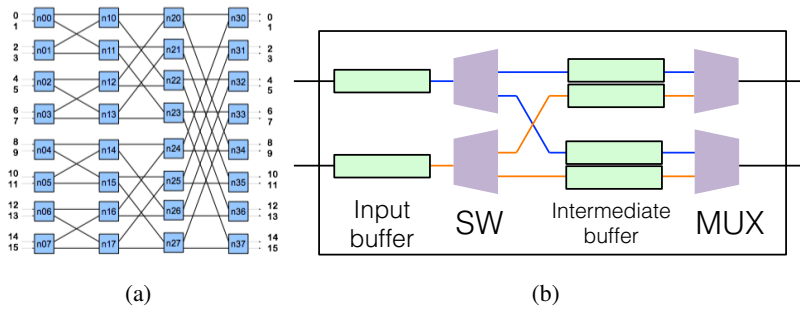 0 n00 n10 n20 n30 0
1 1
2 n01 n11 n21 n31 2
3 3
4 n02 n12 n22 n32 4
5 5
6 n03 n13 n23 n33 6
7 7
8 n04 n14 n24 n34 8
9 9
10 n05 n15 n25 n35 10
11 11
12 n06 n16 n26 n36 12
13 13
14 n07 n17 n27 n37 14
15 15
(a)
Input
buffer
SW
Intermediate
buffer
MUX
(b)